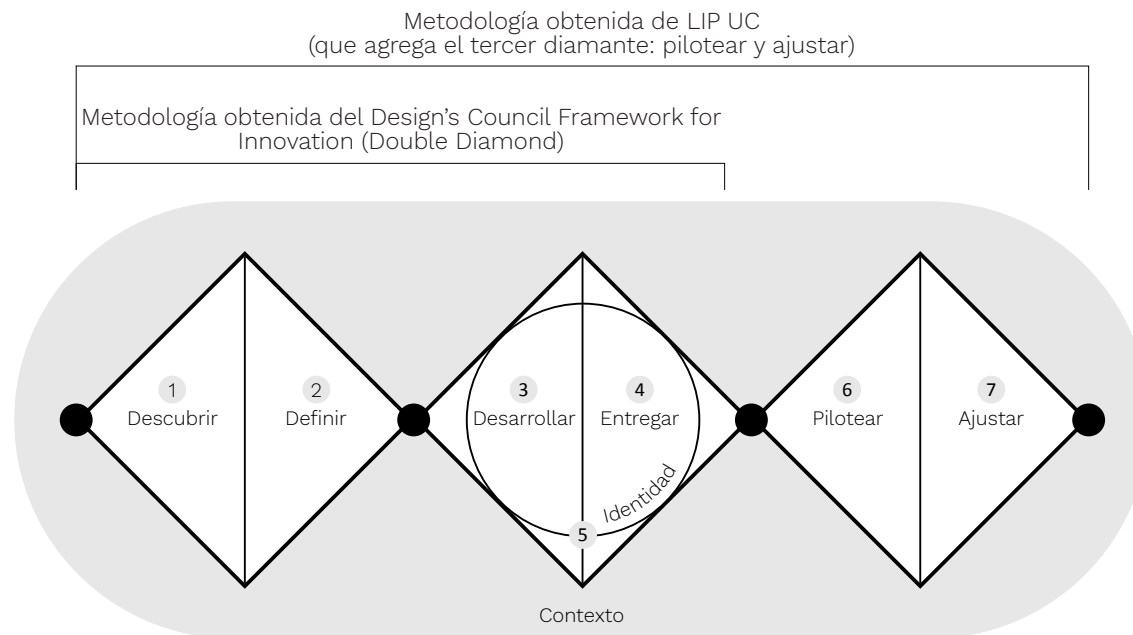 Metodología obtenida de LIP UC
(que agrega el tercer diamante: pilotear y ajustar)
Metodología obtenida del Design's Council Framework for
Innovation (Double Diamond)
1
Descubrir
2
Definir
3
Desarrollar
4
Entregar
5
Identidad
6
Pilotear
7
Ajustar
Contexto